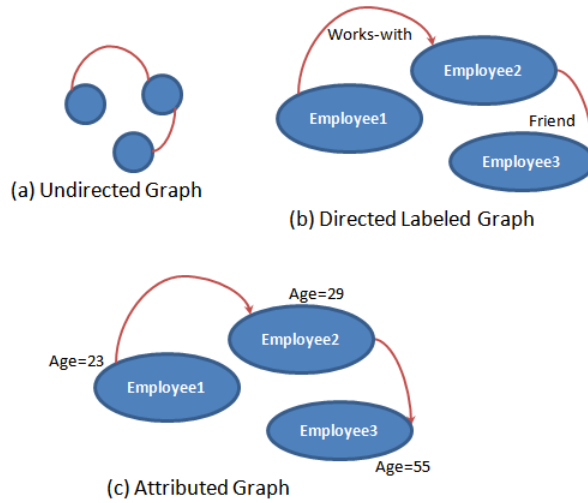 Works-with
Employee2
Employee1
Friend
Employee3
(a) Undirected Graph
(b) Directed Labeled Graph
Age=29
Employee2
Age=23
Employee1
Employee3
Age=55
(c) Attributed Graph